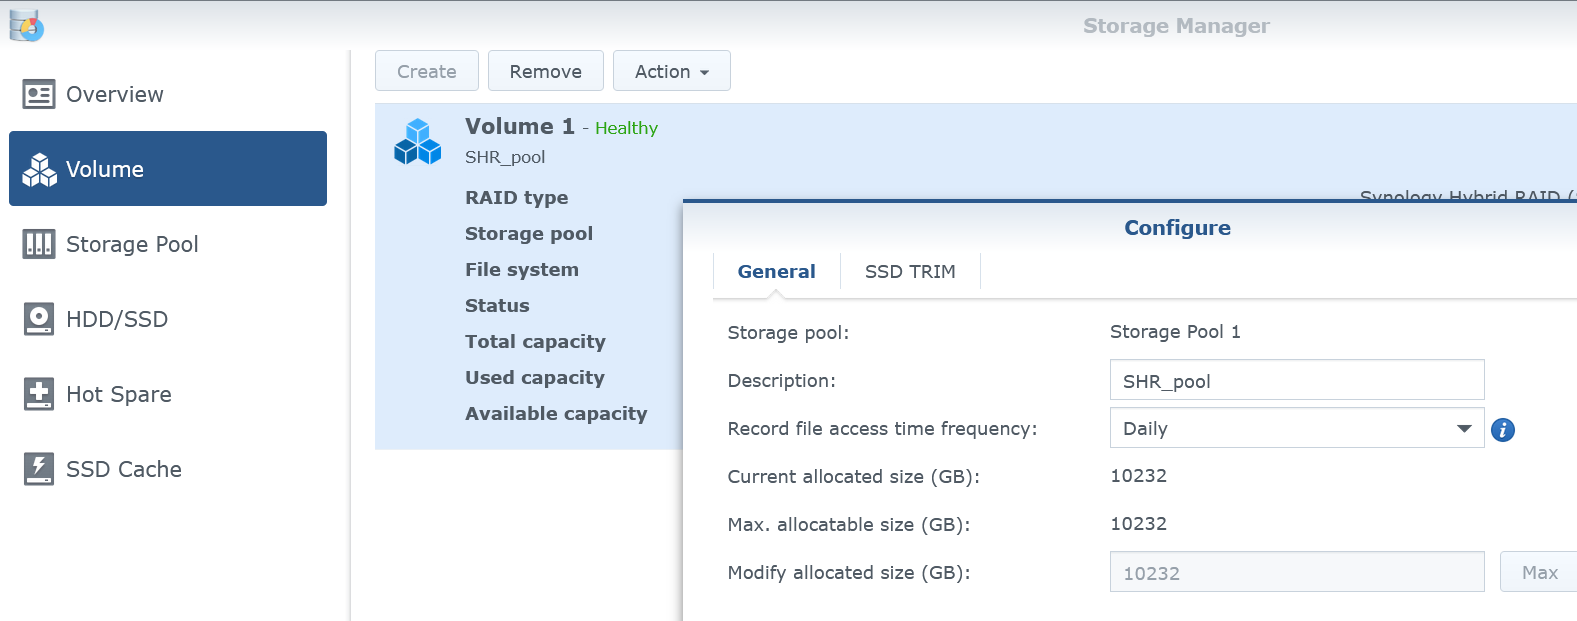 Storage Manager
Overview
Volume
Storage Pool
HDD/SSD
Hot Spare
SSD Cache
Create Remove Action
Volume 1 - Healthy
SHR_pool
RAID type Synology Hybrid RAID
Storage pool
File system
Status
Total capacity
Used capacity
Available capacity
Configure
General SSD TRIM
Storage pool: Storage Pool 1
Description: SHR_pool
Record file access time frequency: Daily
Current allocated size (GB): 10232
Max. allocatable size (GB): 10232
Modify allocated size (GB): 10232 Max